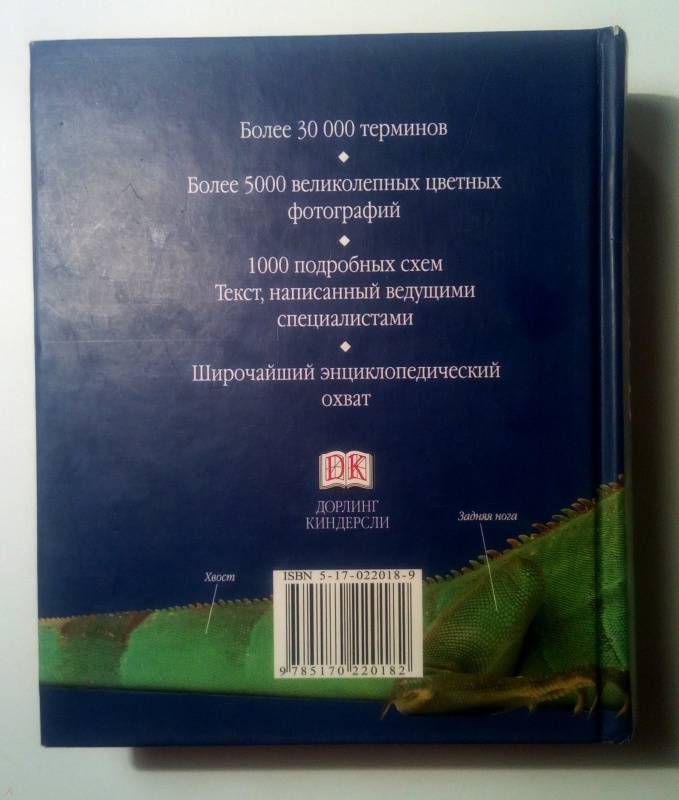 Более 30 000 терминов
Более 5000 великолепных цветных
фотографий
1000 подробных схем
Текст, написанный ведущими
специалистами
Широчайший энциклопедический
охват
DK
ДОРЛИНГ
КИНДЕРСЛИ
Задняя нога
Хвост
ISBN 5-17-022018-9
9 785170 220182